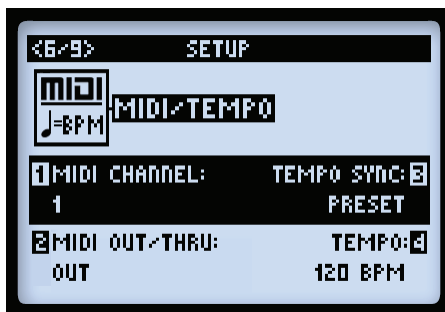 <6/9> SETUP
MIDI
♩=BPM
MIDI/TEMPO
1 MIDI CHANNEL: TEMPO SYNC: 3
1 PRESET
2 MIDI OUT/THRU: TEMPO: 4
OUT 120 BPM